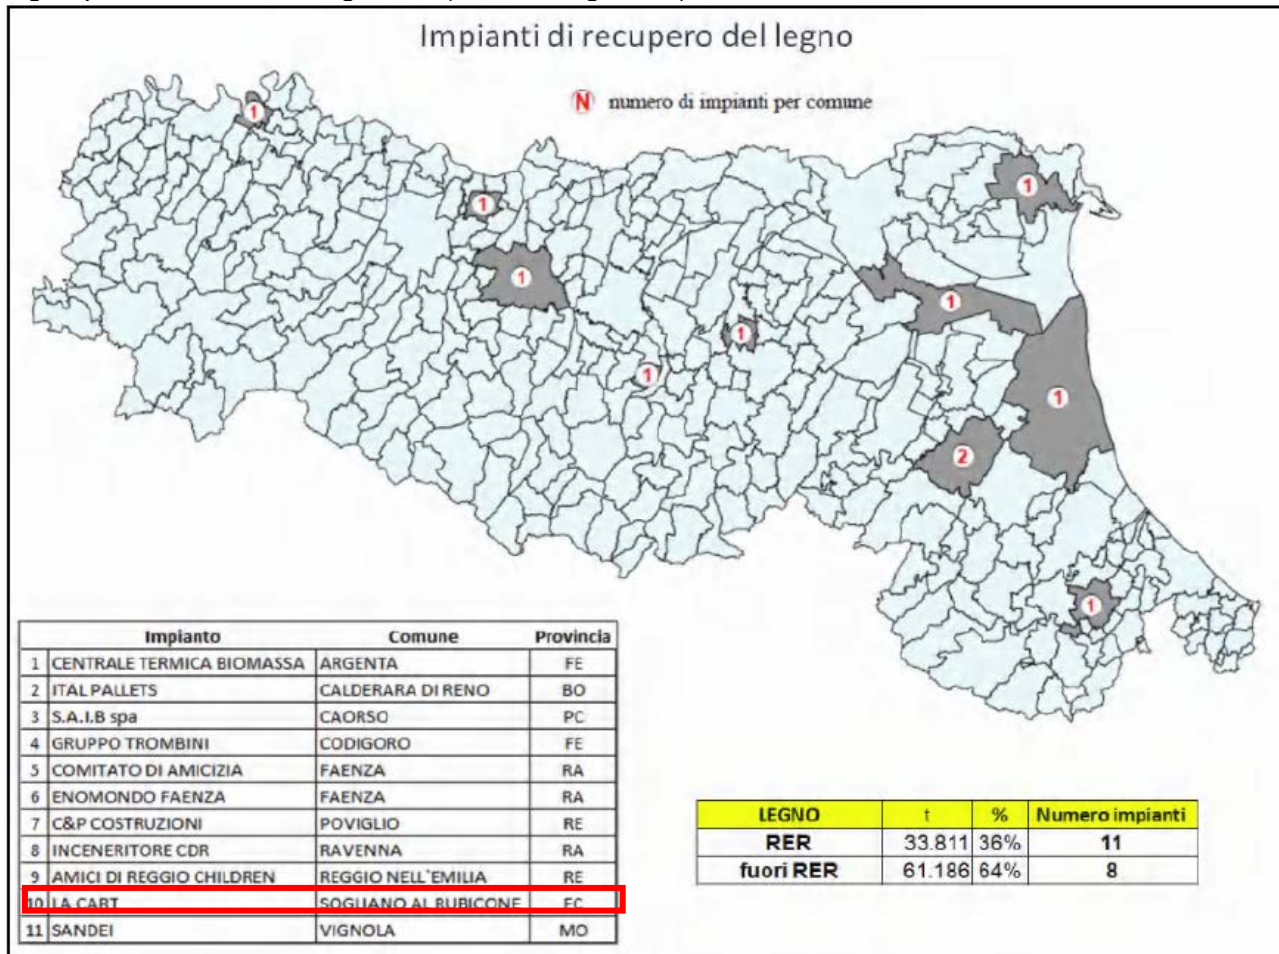 Impianti di recupero del legno
N numero di impianti per comune
1
1
1
1
1
1
1
1
2
1
Impianto Comune Provincia
1 CENTRALE TERMICA BIOMASSA ARGENTA FE
2 ITAL PALLETS CALDERARA DI RENO BO
3 S.A.I.B spa CAORSO PC
4 GRUPPO TROMBINI CODIGORO FE
5 COMITATO DI AMICIZIA FAENZA RA
6 ENOMONDO FAENZA FAENZA RA
7 C&P COSTRUZIONI POVIGLIO RE
8 INCENERITORE CDR RAVENNA RA
9 AMICI DI REGGIO CHILDREN REGGIO NELL`EMILIA RE
10 LA CART SOGLIANO AL RUBICONE FC
11 SANDEI VIGNOLA MO
LEGNO t % Numero impianti
RER 33.811 36% 11
fuori RER 61.186 64% 8